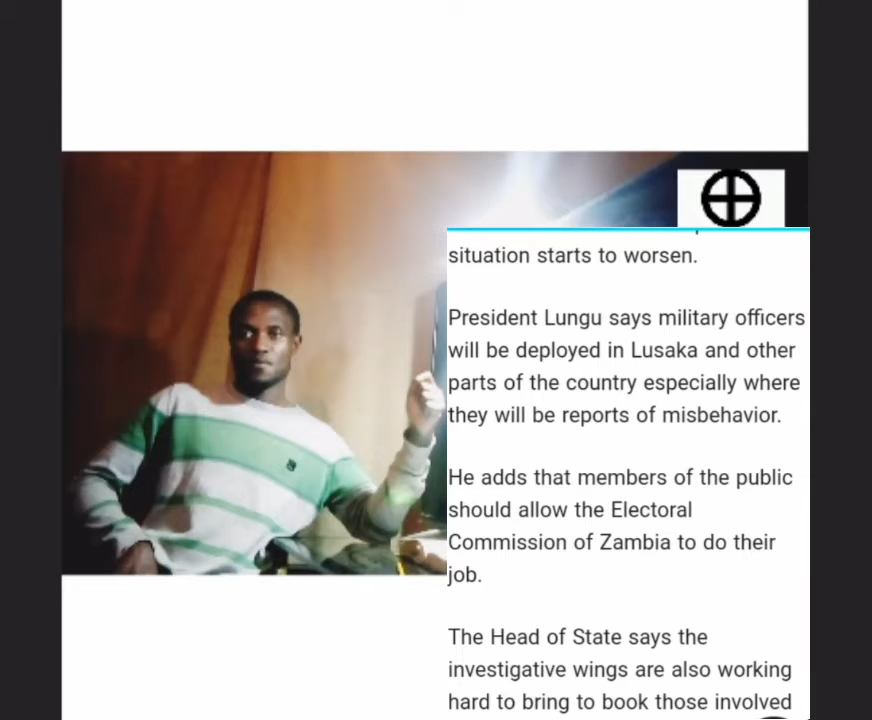 situation starts to worsen.
President Lungu says military officers
will be deployed in Lusaka and other
parts of the country especially where
they will be reports of misbehavior.
He adds that members of the public
should allow the Electoral
Commission of Zambia to do their
job.
The Head of State says the
investigative wings are also working
hard to bring to book those involved